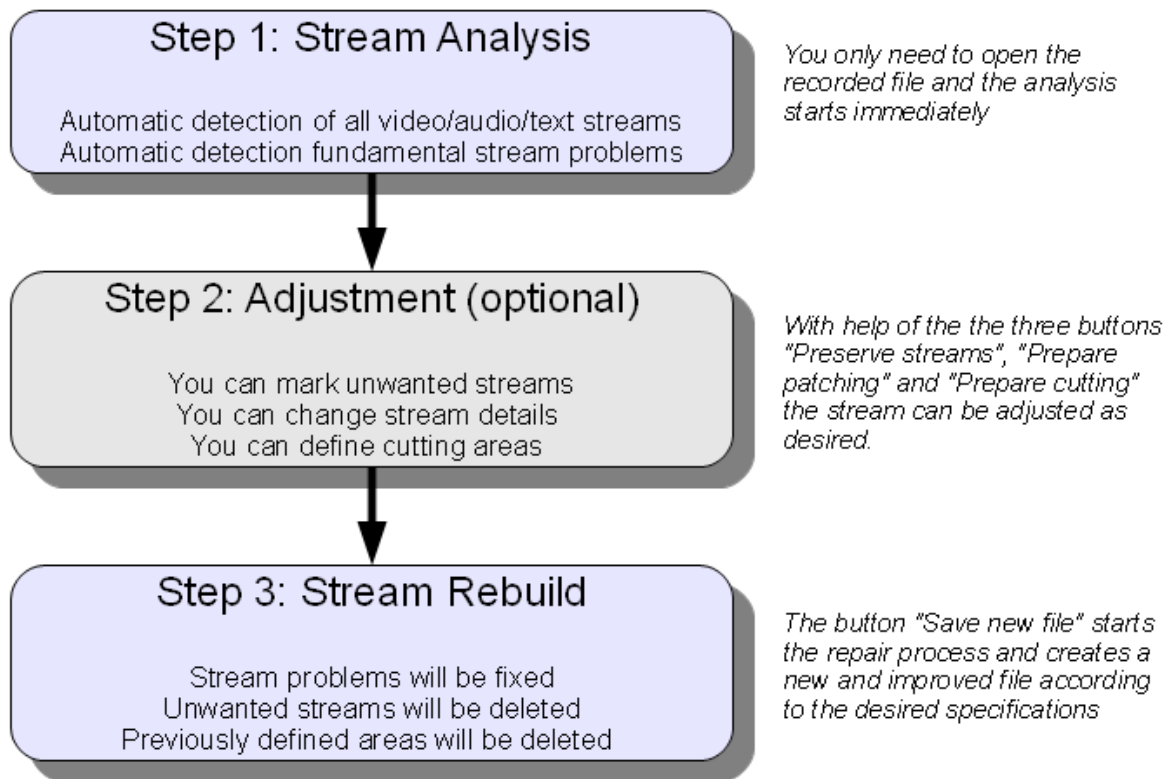 Step 1: Stream Analysis
Automatic detection of all video/audio/text streams
Automatic detection fundamental stream problems
You only need to open the
recorded file and the analysis
starts immediately
Step 2: Adjustment (optional)
You can mark unwanted streams
You can change stream details
You can define cutting areas
With help of the the three buttons
"Preserve streams", "Prepare
patching" and "Prepare cutting"
the stream can be adjusted as
desired.
Step 3: Stream Rebuild
Stream problems will be fixed
Unwanted streams will be deleted
Previously defined areas will be deleted
The button "Save new file" starts
the repair process and creates a
new and improved file according
to the desired specifications